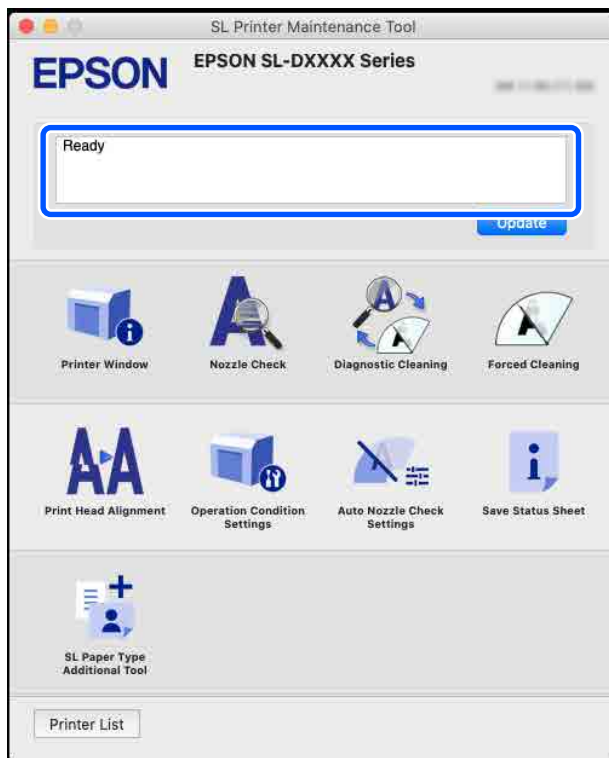 SL Printer Maintenance Tool
EPSON
EPSON SL-DXXXX Series
Ready
Update
Printer Window
Nozzle Check
Diagnostic Cleaning
Forced Cleaning
Print Head Alignment
Operation Condition
Settings
Auto Nozzle Check
Settings
Save Status Sheet
SL Paper Type
Additional Tool
Printer List